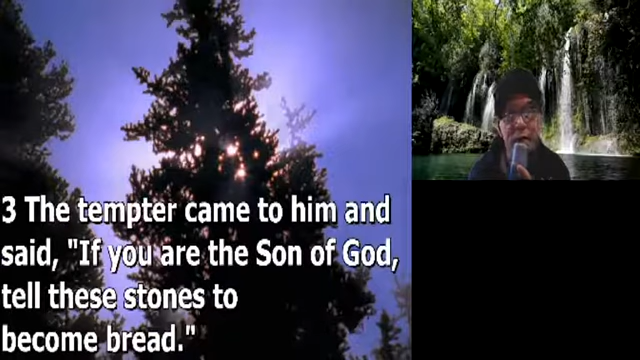 3 The tempter came to him and
said, "If you are the Son of God,
tell these stones to
become bread."